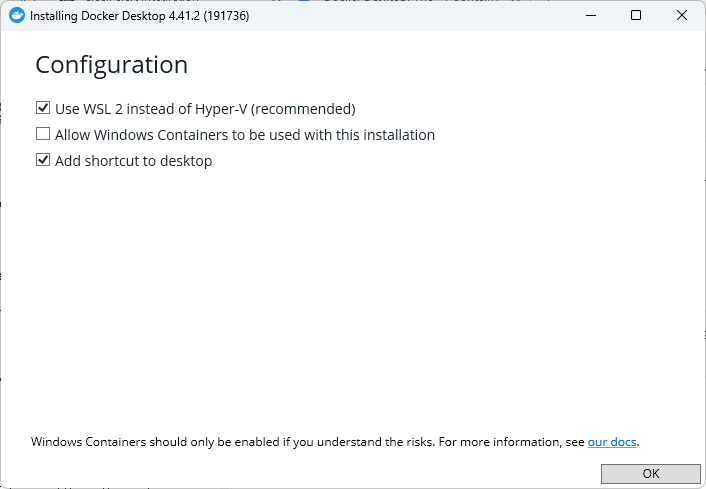 Installing Docker Desktop 4.41.2 (191736)
Configuration
Use WSL 2 instead of Hyper-V (recommended)
Allow Windows Containers to be used with this installation
Add shortcut to desktop
Windows Containers should only be enabled if you understand the risks. For more information, see our docs.
OK